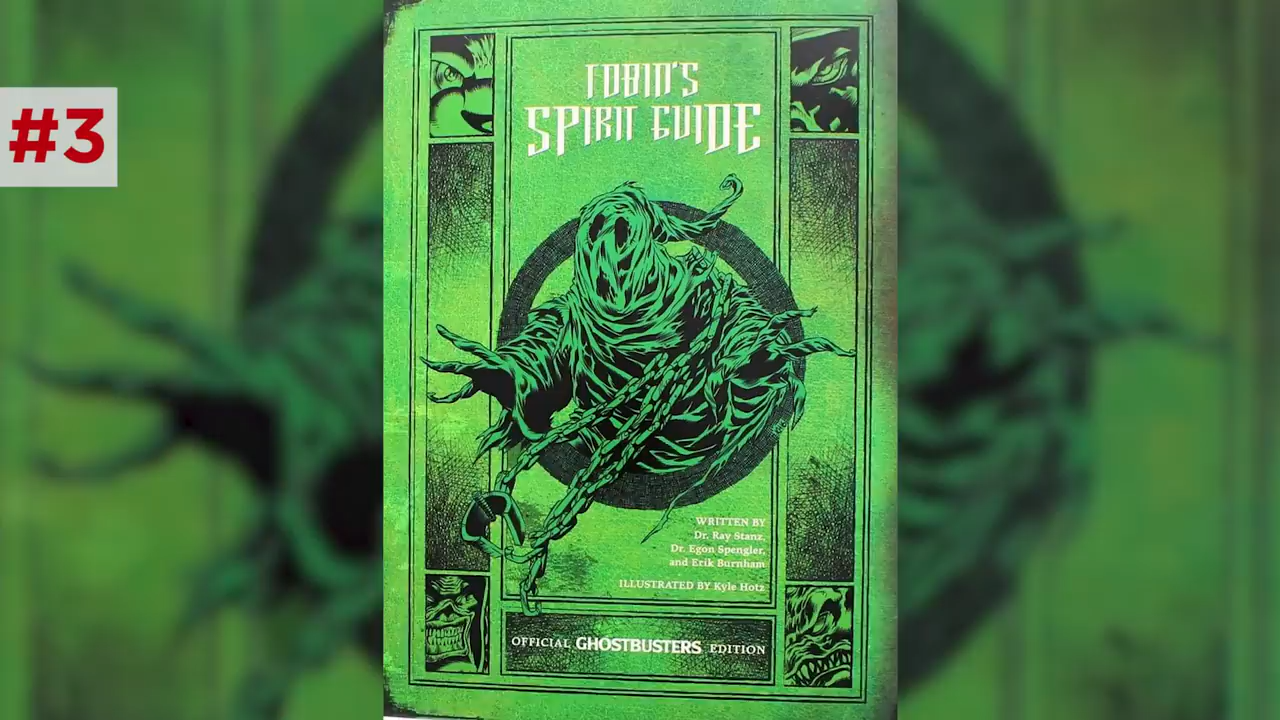 #3
TOBIN'S
SPIRIT GUIDE
WRITTEN BY
Dr. Ray Stanz,
Dr. Egon Spengler,
and Erik Burnham
ILLUSTRATED BY Kyle Hotz
OFFICIAL GHOSTBUSTERS EDITION